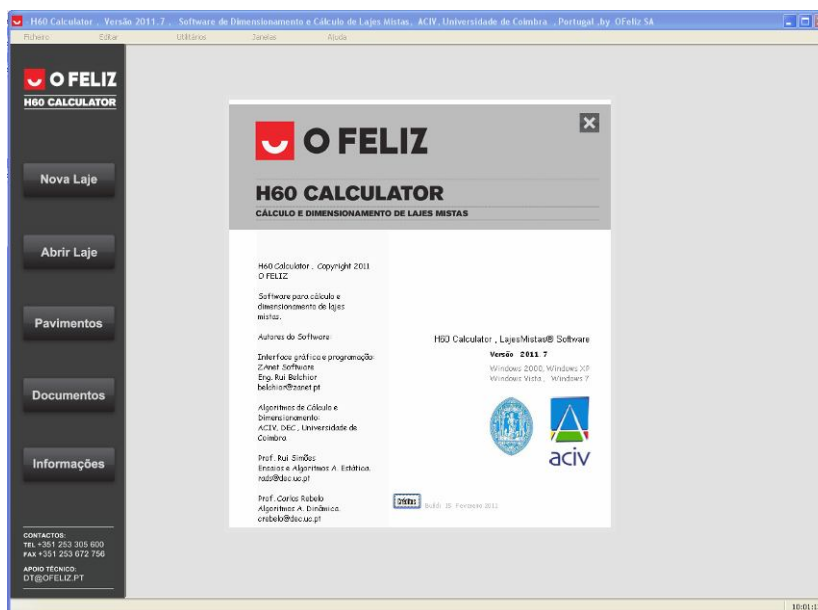 H60 Calculator , Versão 2011.7 , Software de Dimensionamento e Cálculo de Lajes Mistas, ACIV, Universidade de Coimbra , Portugal ,by OFeliz SA
Ficheiro Editar Utilitários Janelas Ajuda
O FELIZ
H60 CALCULATOR
Nova Laje
Abrir Laje
Pavimentos
Documentos
Informações
CONTACTOS:
TEL +351 253 305 600
FAX +351 253 672 756
APOIO TÉCNICO:
DT@OFELIZ.PT
O FELIZ
H60 CALCULATOR
CÁLCULO E DIMENSIONAMENTO DE LAJES MISTAS
H60 Calculator , Copyright 2011
O FELIZ
Software para cálculo e
dimensionamento de lajes
mistas.
Autores do Software:
Interface gráfica e programação:
ZAnet Software
Eng. Rui Belchior
belchior@zanet.pt
Algoritmos de Cálculo e
Dimensionamento:
ACIV, DEC, Universidade de
Coimbra
Prof. Rui Simões
Ensaios e Algoritmos A. Estática.
rads@dec.uc.pt
Prof. Carlos Rebelo
Algoritmos A. Dinâmica.
crebelo@dec.uc.pt
H60 Calculator , LajesMistas® Software
Versão 2011.7
Windows 2000, Windows XP
Windows Vista, Windows 7
aciv
Créditos
Fevereiro 2011
10:01:1